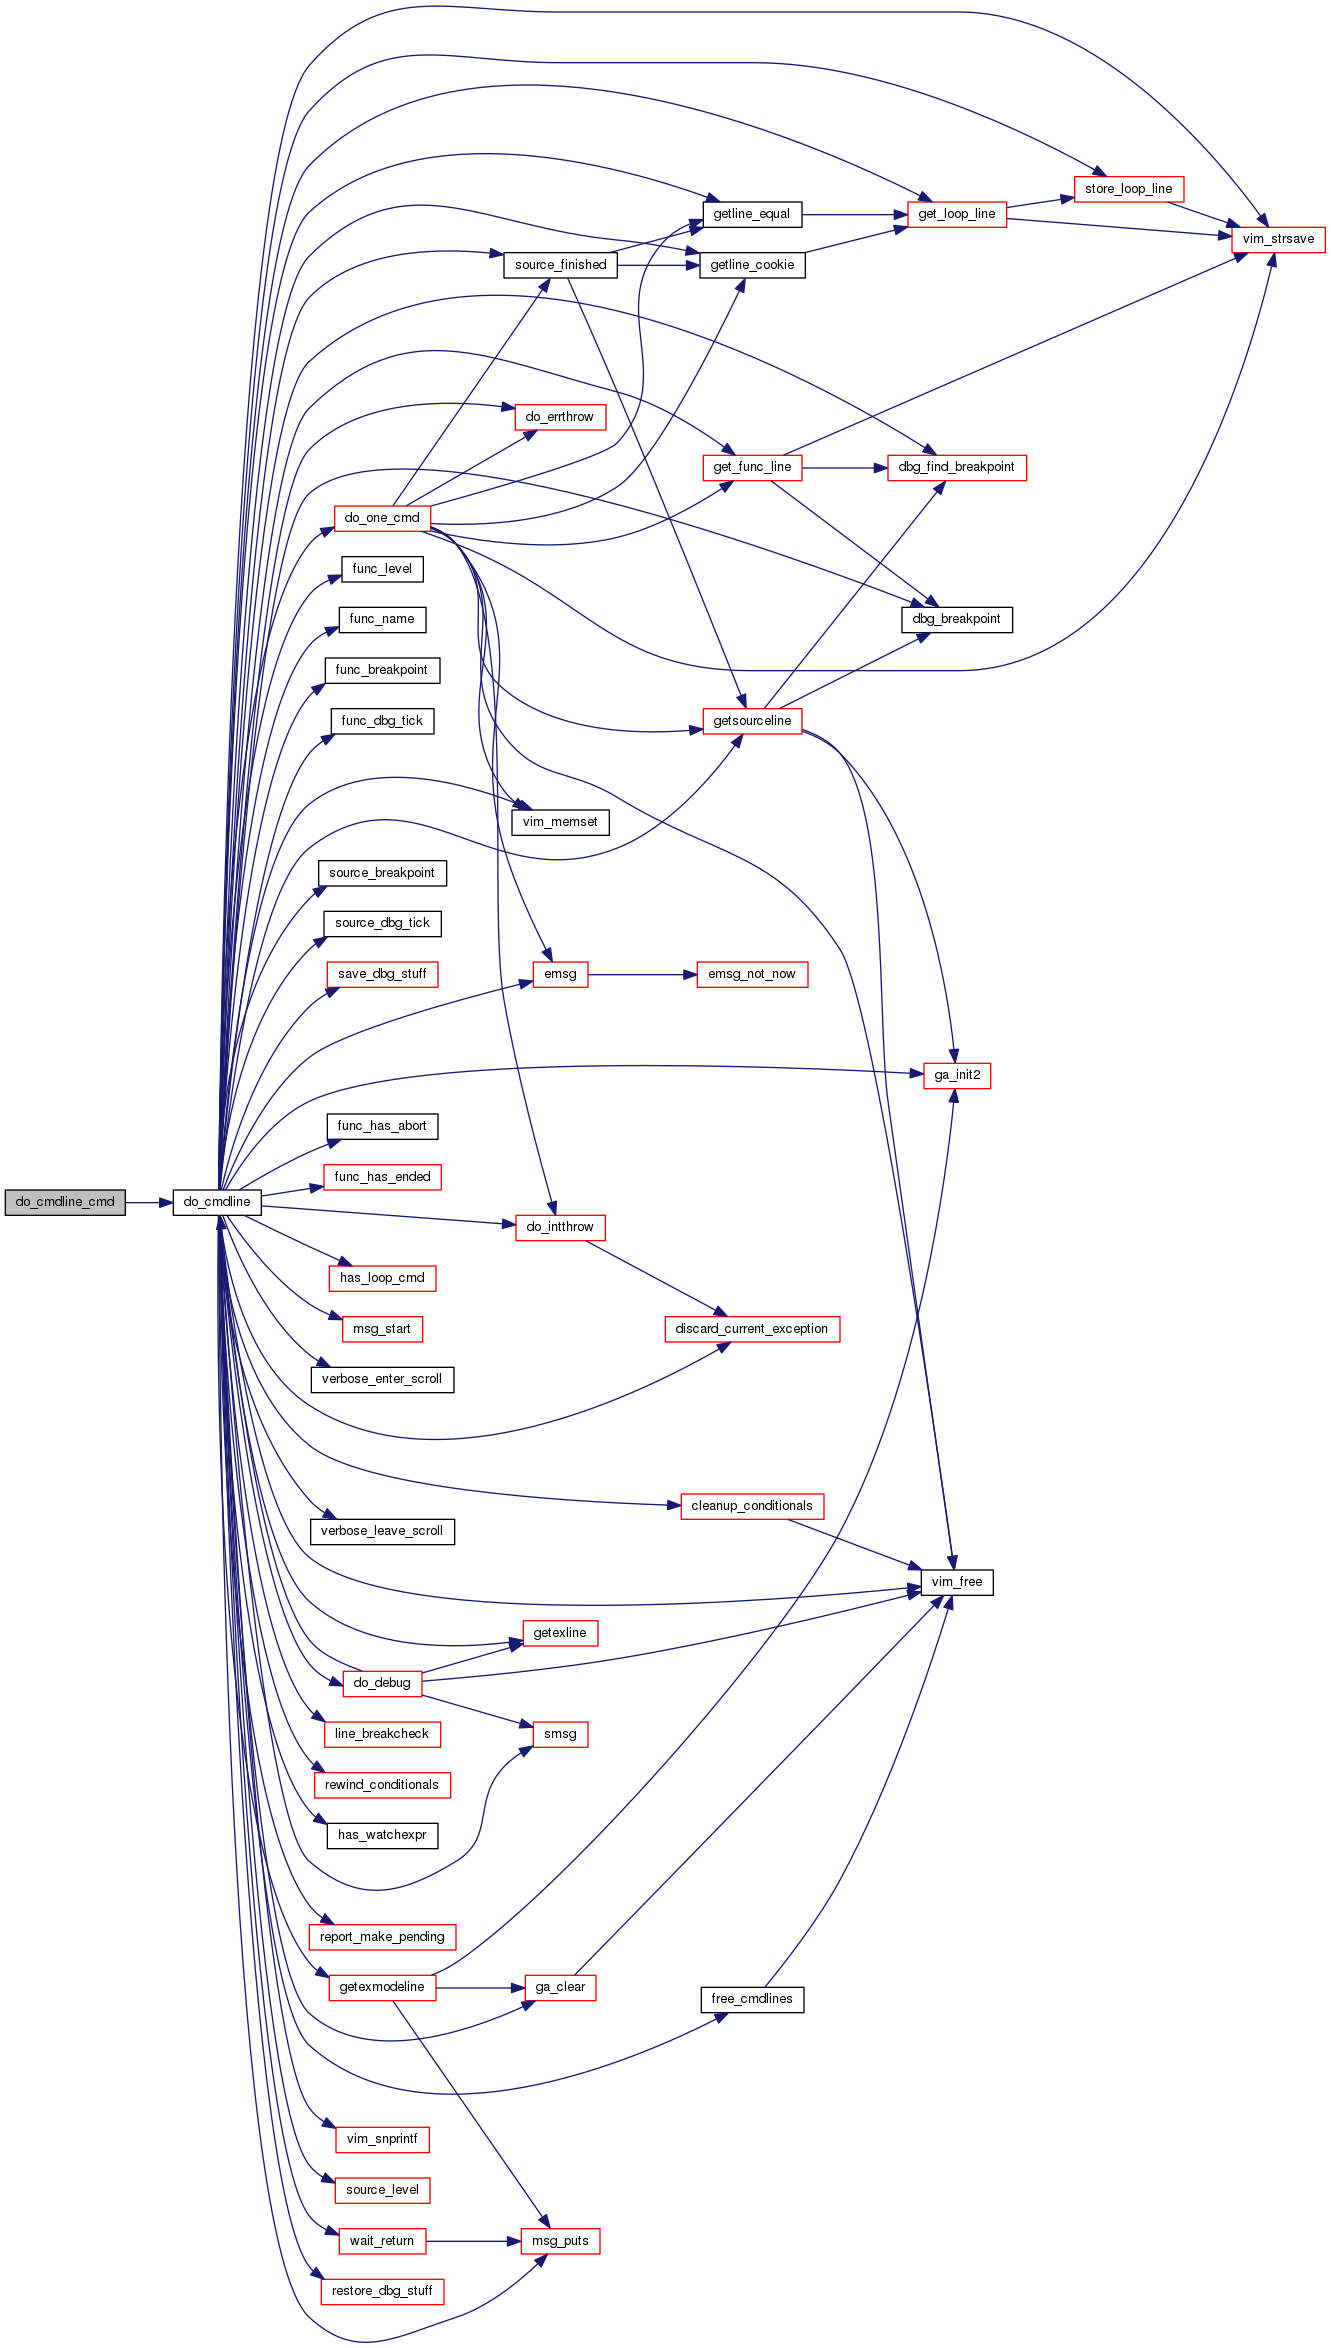 store_loop_line
getline_equal
get_loop_line
vim_strsave
source_finished
getline_cookie
do_errthrow
get_func_line
dbg_find_breakpoint
do_one_cmd
func_level
func_name
dbg_breakpoint
func_breakpoint
func_dbg_tick
getsourceline
vim_memset
source_breakpoint
source_dbg_tick
save_dbg_stuff
emsg
emsg_not_now
ga_init2
func_has_abort
func_has_ended
do_cmdline_cmd
do_cmdline
do_intthrow
has_loop_cmd
msg_start
discard_current_exception
verbose_enter_scroll
cleanup_conditionals
verbose_leave_scroll
vim_free
getexline
do_debug
line_breakcheck
smsg
rewind_conditionals
has_watchexpr
report_make_pending
getexmodeline
ga_clear
free_cmdlines
vim_snprintf
source_level
wait_return
msg_puts
restore_dbg_stuff